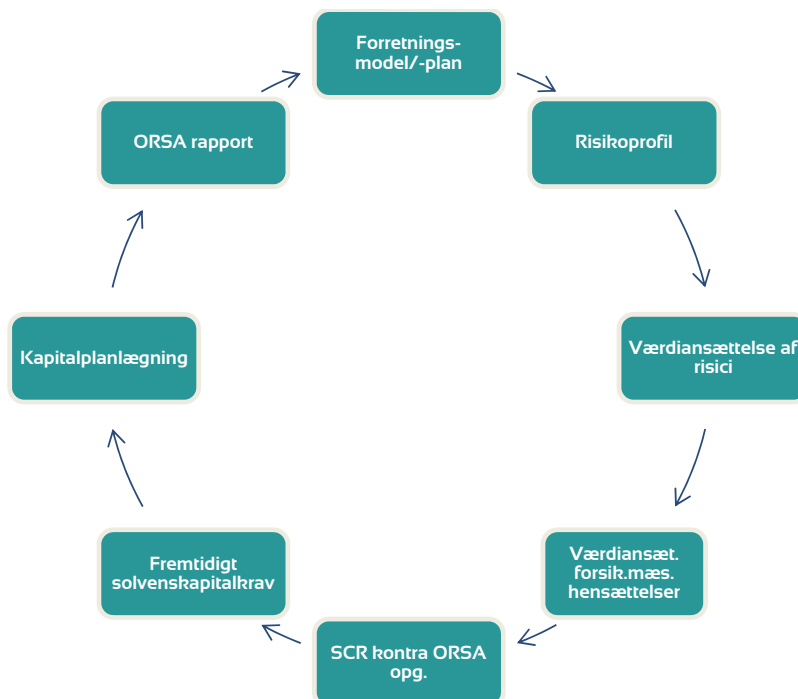 Forretnings-
model/-plan
Risikoprofil
Værdiansættelse af
risici
Værdiansæt.
forsik.mæs.
hensættelser
SCR kontra ORSA
opg.
Fremtidigt
solvenskapitalkrav
Kapitalplanlægning
ORSA rapport